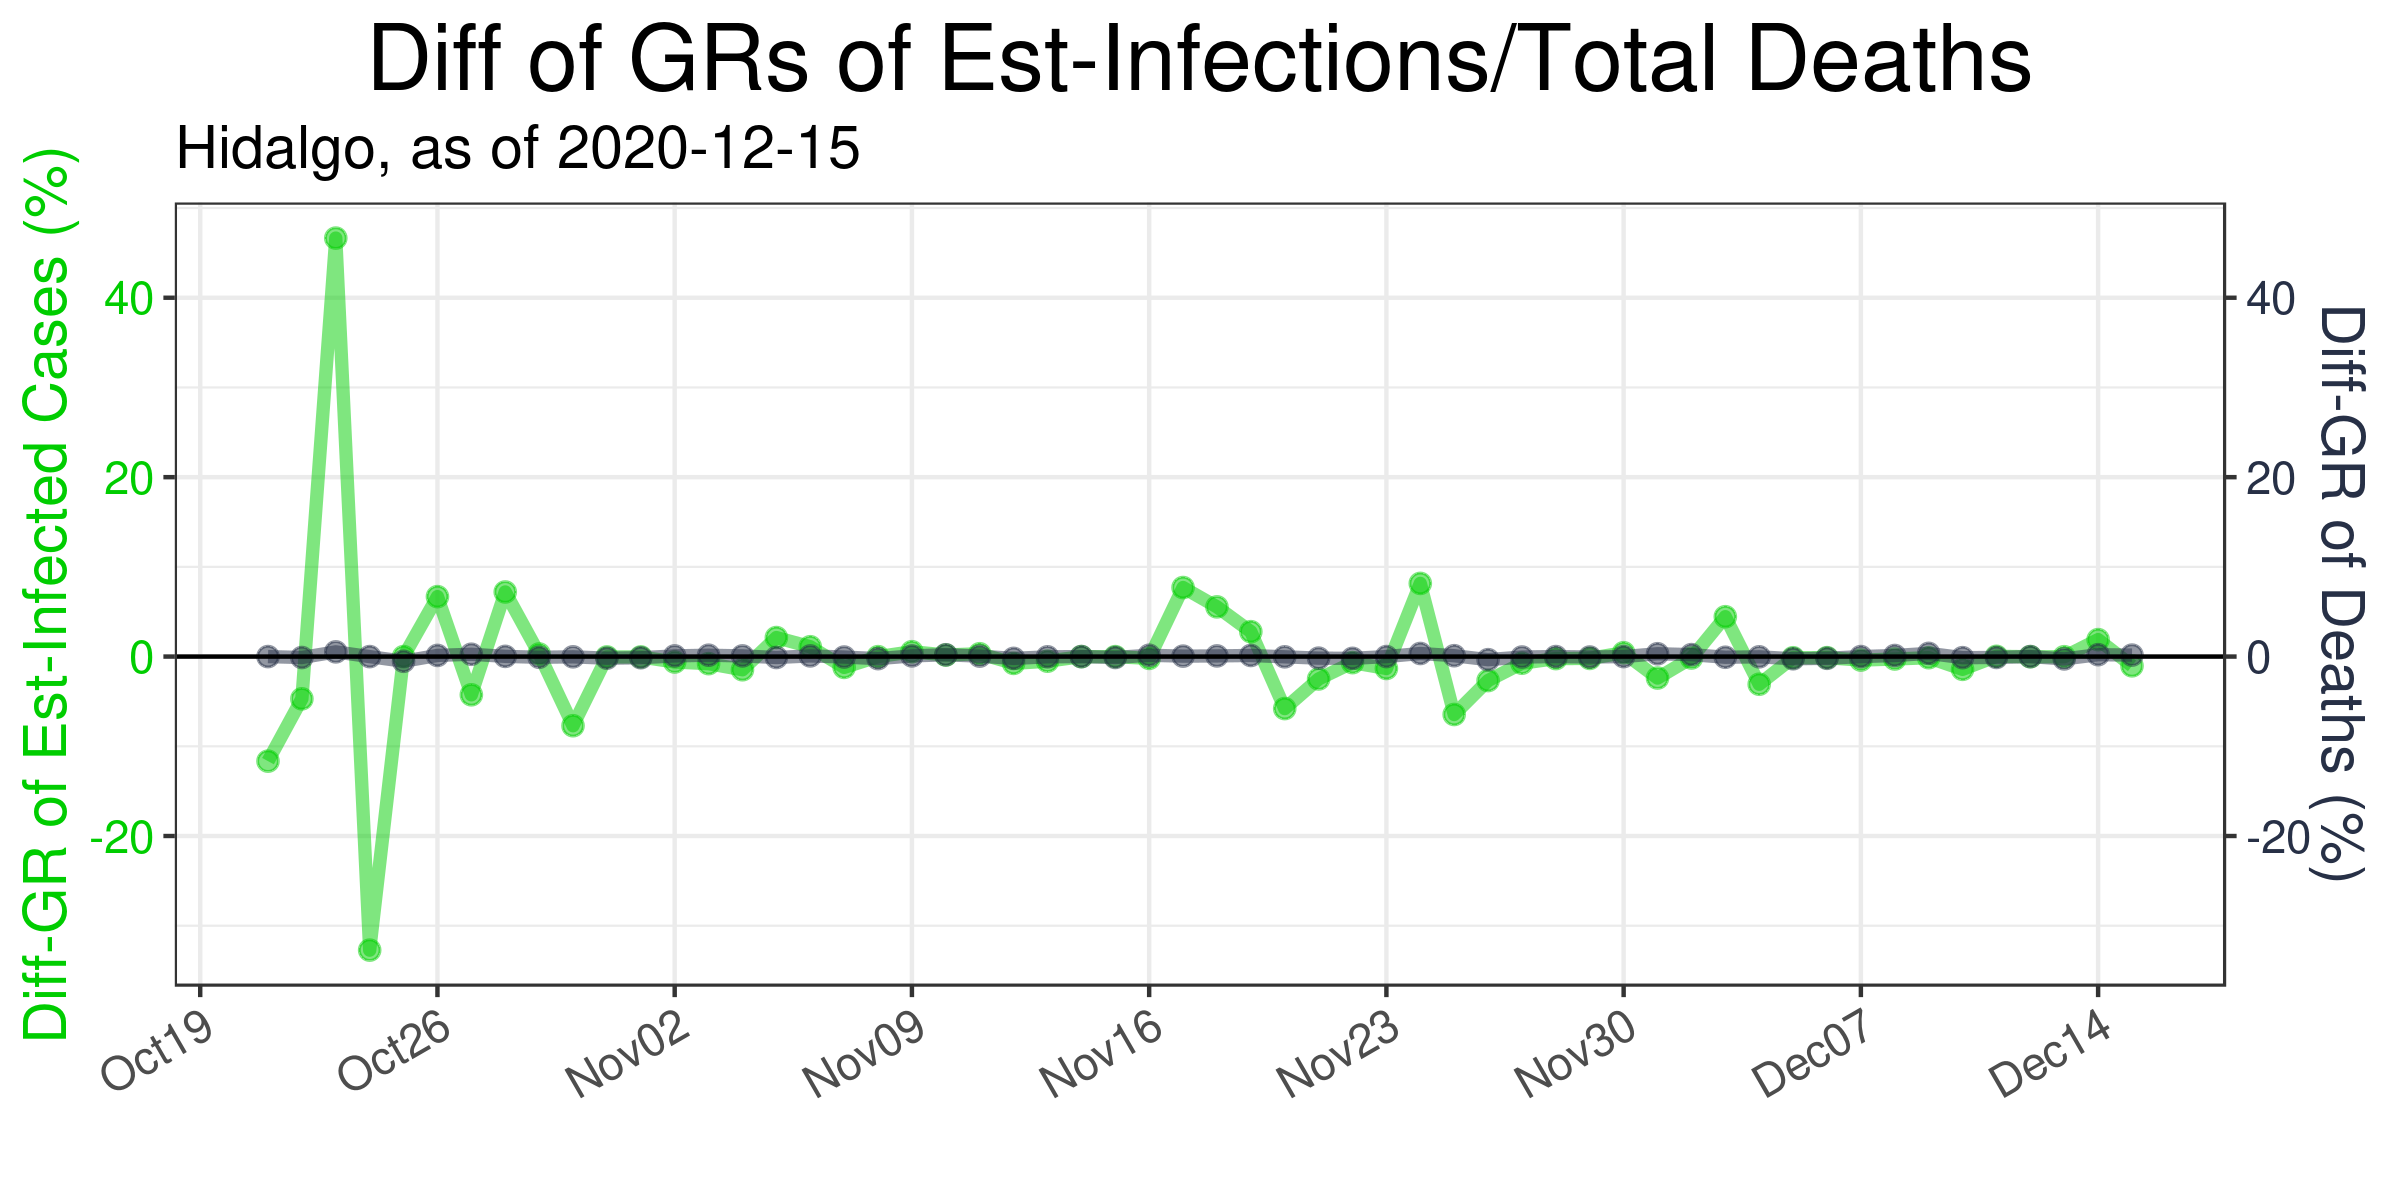 Diff of GRs of Est-Infections/Total Deaths
Hidalgo, as of 2020-12-15
Diff-GR of Est-Infected Cases (%)
40
20
0
-20
40
20
0
-20
Diff-GR of Deaths (%)
Oct19
Oct26
Nov02
Nov09
Nov16
Nov23
Nov30
Dec07
Dec14